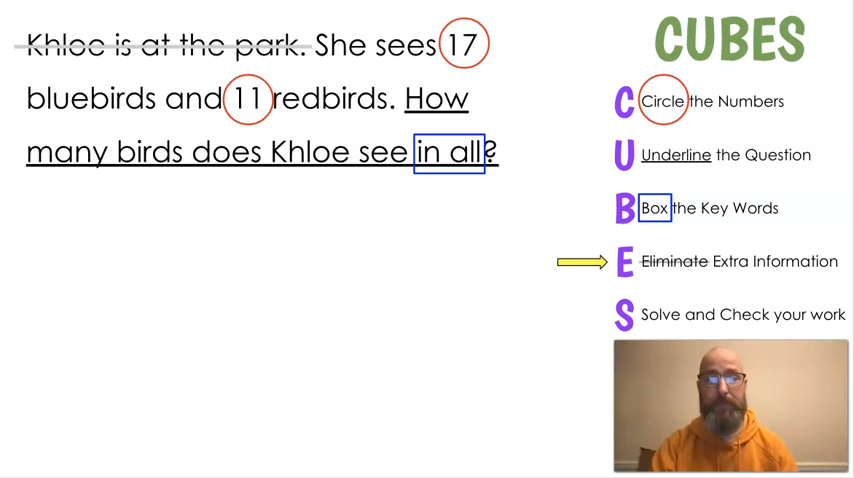 Khloe is at the park. She sees 17
bluebirds and 11 redbirds. How
many birds does Khloe see in all?
CUBES
C Circle the Numbers
U Underline the Question
B Box the Key Words
E Eliminate Extra Information
S Solve and Check your work